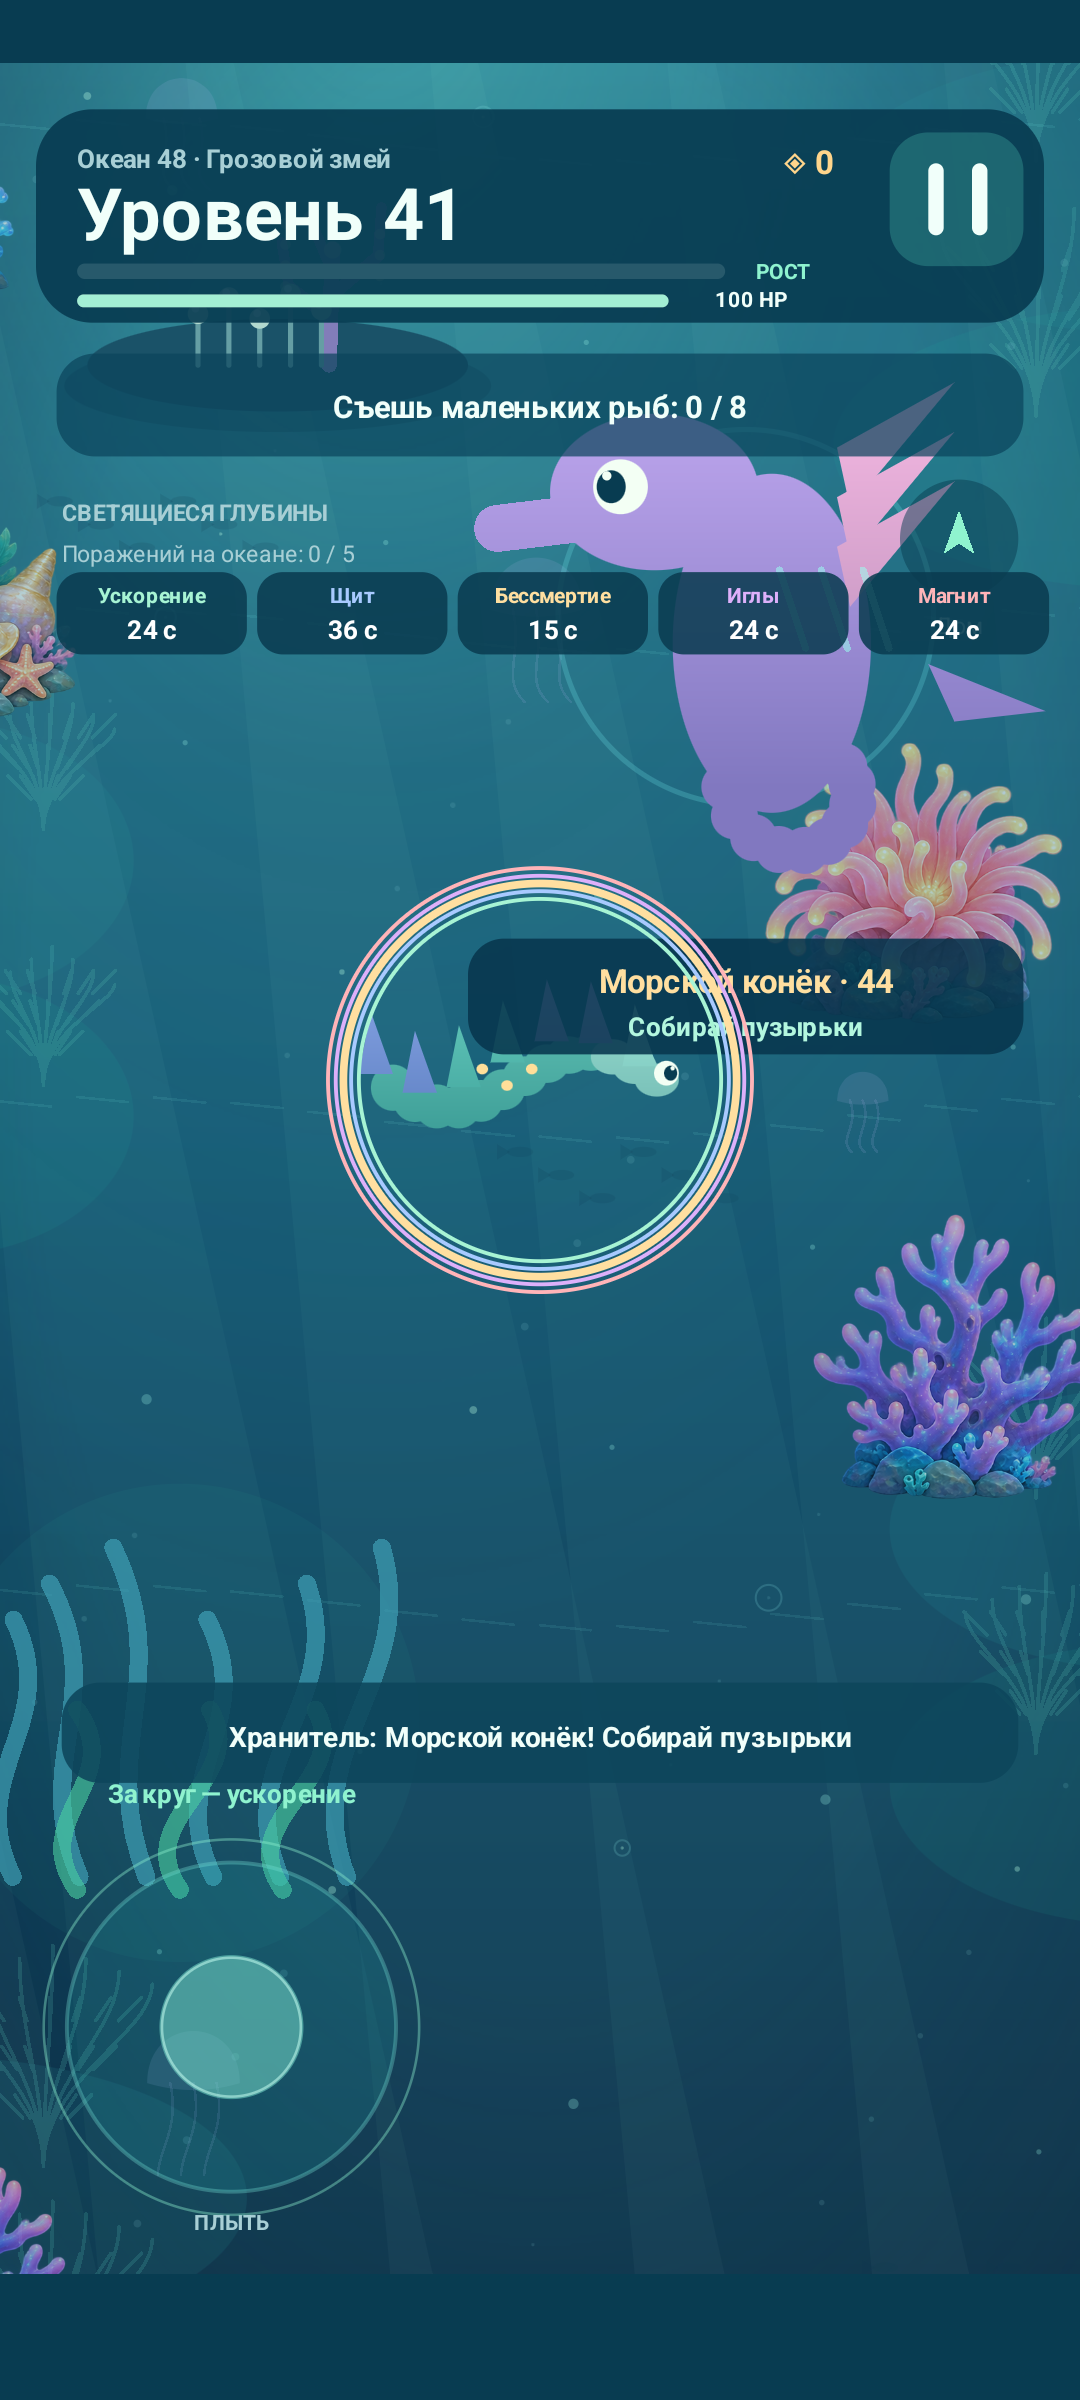 Океан 48 · Грозовой змей
0
Уровень 41
РОСТ
100 HP
Съешь маленьких рыб: 0 / 8
СВЕТЯЩИЕСЯ ГЛУБИНЫ
Поражений на океане: 0 / 5
Ускорение
24 с
Щит
36 с
Бессмертие
15 с
Иглы
24 с
Магнит
24 с
Морской конёк · 44
Собирай пузырьки
Хранитель: Морской конёк! Собирай пузырьки
За круг — ускорение
ПЛЫТЬ